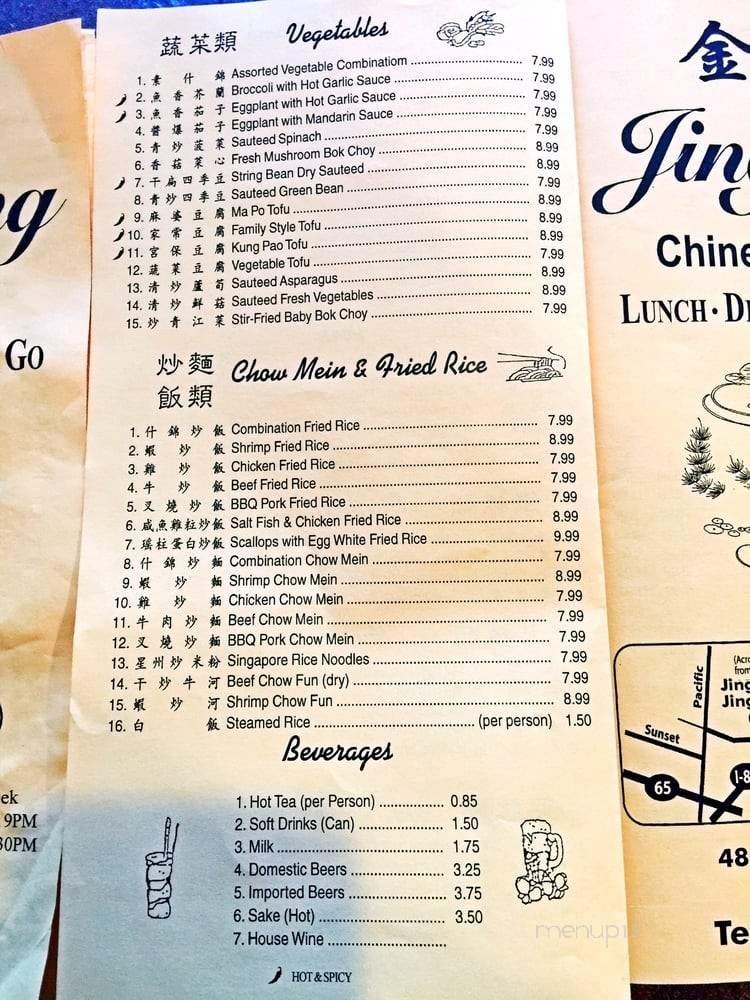 蔬菜類 Vegetables
1. 素什錦 Assorted Vegetable Combinatiom 7.99
2. 魚香芥蘭 Broccoli with Hot Garlic Sauce 7.99
3. 魚香茄子 Eggplant with Hot Garlic Sauce 7.99
4. 醬爆茄子 Eggplant with Mandarin Sauce 7.99
5. 青炒菠菜 Sauteed Spinach 7.99
6. 香菇菜心 Fresh Mushroom Bok Choy 8.99
7. 干扁四季豆 String Bean Dry Sauteed 8.99
8. 青炒四季豆 Sauteed Green Bean 7.99
9. 麻婆豆腐 Ma Po Tofu 8.99
10. 家常豆腐 Family Style Tofu 8.99
11. 宮保豆腐 Kung Pao Tofu 8.99
12. 蔬菜豆腐 Vegetable Tofu 7.99
13. 清炒蘆筍 Sauteed Asparagus 8.99
14. 清炒鮮菇 Sauteed Fresh Vegetables 8.99
15. 炒青江菜 Stir-Fried Baby Bok Choy 7.99
炒麵
飯類 Chow Mein & Fried Rice
1. 什錦炒飯 Combination Fried Rice 7.99
2. 蝦炒飯 Shrimp Fried Rice 8.99
3. 雞炒飯 Chicken Fried Rice 7.99
4. 牛炒飯 Beef Fried Rice 7.99
5. 叉燒炒飯 BBQ Pork Fried Rice 7.99
6. 咸魚雞粒炒飯 Salt Fish & Chicken Fried Rice 8.99
7. 瑤柱蛋白炒飯 Scallops with Egg White Fried Rice 9.99
8. 什錦炒麵 Combination Chow Mein 7.99
9. 蝦炒麵 Shrimp Chow Mein 8.99
10. 雞炒麵 Chicken Chow Mein 7.99
11. 牛肉炒麵 Beef Chow Mein 7.99
12. 叉燒炒麵 BBQ Pork Chow Mein 7.99
13. 星州炒米粉 Singapore Rice Noodles 7.99
14. 干炒牛河 Beef Chow Fun (dry) 7.99
15. 蝦炒河 Shrimp Chow Fun 8.99
16. 白飯 Steamed Rice (per person) 1.50
Beverages
1. Hot Tea (per Person) 0.85
2. Soft Drinks (Can) 1.50
3. Milk 1.75
4. Domestic Beers 3.25
5. Imported Beers 3.75
6. Sake (Hot) 3.50
7. House Wine
HOT & SPICY
ng
Go
ek
9PM
30PM
金
Jing
Chine
LUNCH · DI
(Acro
from
Jing
Jing
Pacific
Sunset
65
I-8
48
Te
menup